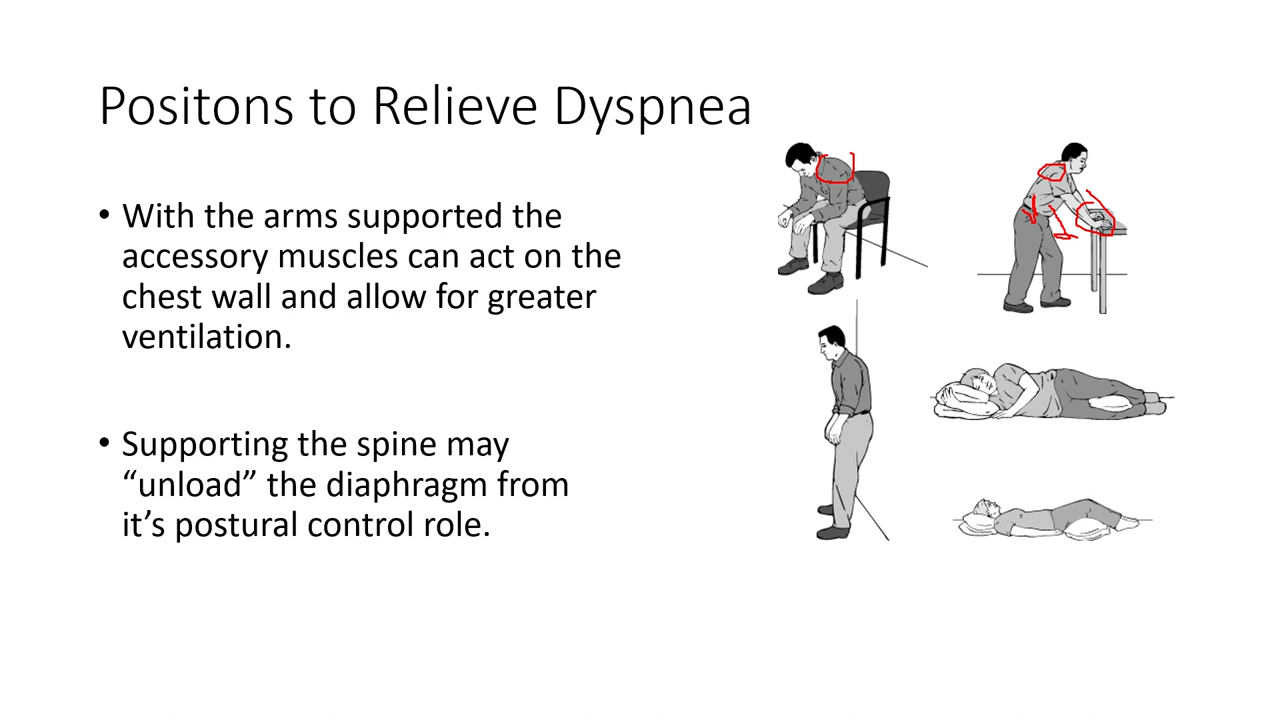 Positons to Relieve Dyspnea
• With the arms supported the
accessory muscles can act on the
chest wall and allow for greater
ventilation.
• Supporting the spine may
“unload” the diaphragm from
it’s postural control role.